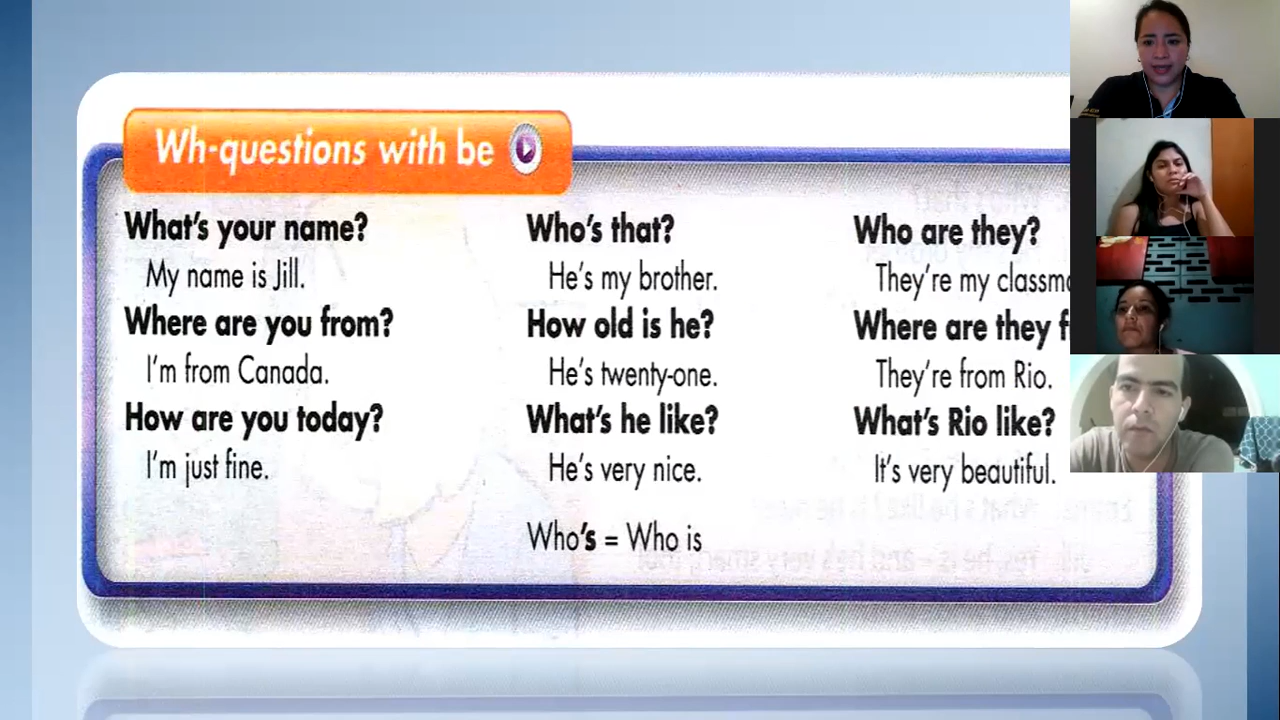 Wh-questions with be
What's your name?
My name is Jill.
Where are you from?
I'm from Canada.
How are you today?
I'm just fine.
Who's that?
He's my brother.
How old is he?
He's twenty-one.
What's he like?
He's very nice.
Who's = Who is
Who are they?
They're my
Where are they
They're from Rio.
What's Rio like?
It's very beautiful.